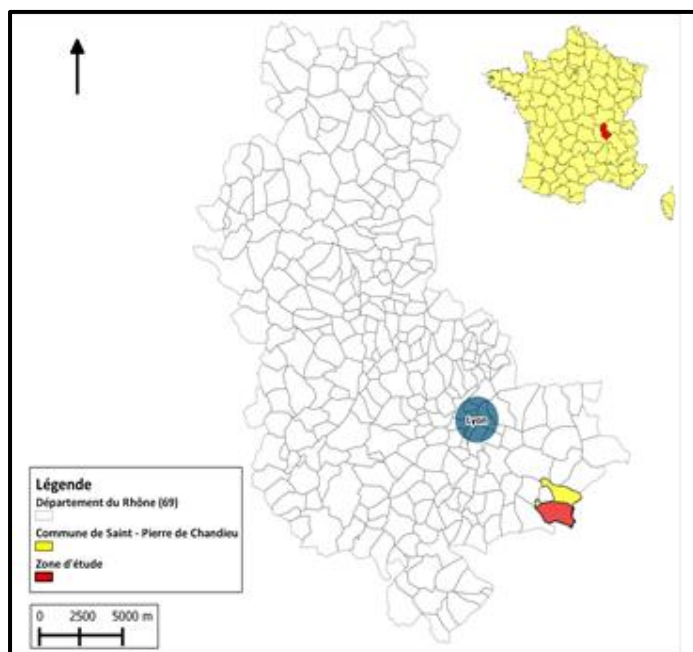 Lyon
Légende
Département du Rhône (69)
Commune de Saint - Pierre de Chandieu
Zone d'étude
0 2500 5000 m